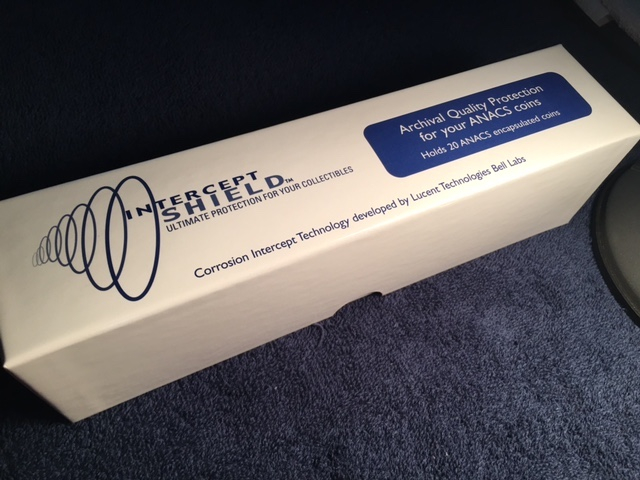 INTERCEPT
SHIELD™
ULTIMATE PROTECTION FOR YOUR COLLECTIBLES
Archival Quality Protection
for your ANACS coins
Holds 20 ANACS encapsulated coins
Corrosion Intercept Technology developed by Lucent Technologies Bell Labs